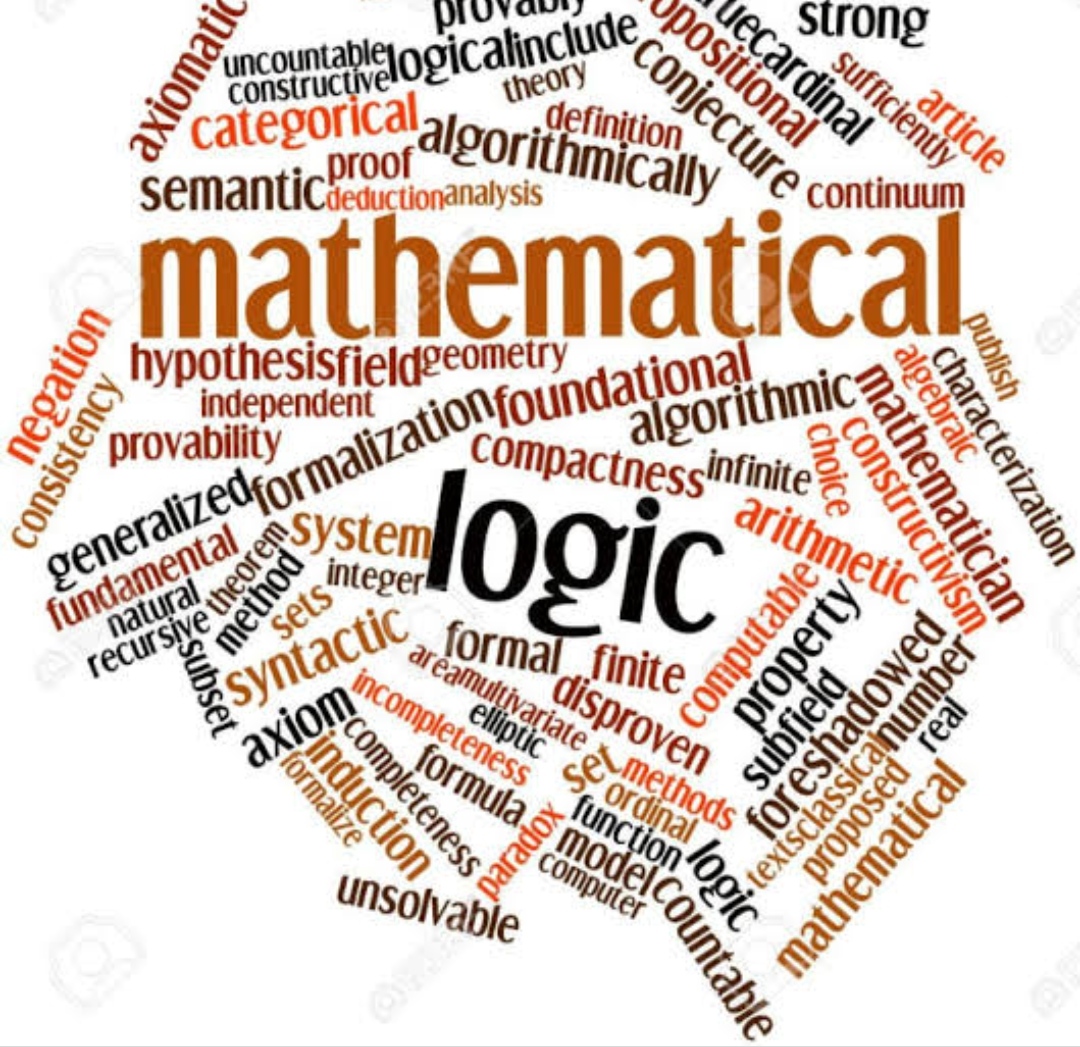 axiomatic
provably
propositional
true
cardinal
strong
uncountable
logical
include
constructive
theory
conjecture
sufficiently
article
categorical
algorithmically
definition
proof
semantic
deduction
analysis
continuum
mathematical
negation
consistency
hypothesis
field
geometry
publish
independent
foundational
algorithmic
mathematician
algebraic
characterization
provability
formalization
compactness
infinite
choice
constructivism
generalized
logic
system
arithmetic
fundamental
theorem
integer
natural
method
sets
computable
property
recursive
subset
syntactic
formal
finite
foreshadowed
number
area
multivariate
disproven
subfield
real
axiom
incompleteness
elliptic
completeness
induction
formula
set
methods
classical
formalize
ordinal
texts
proposed
mathematical
paradox
function
model
logic
computer
unsolvable
countable